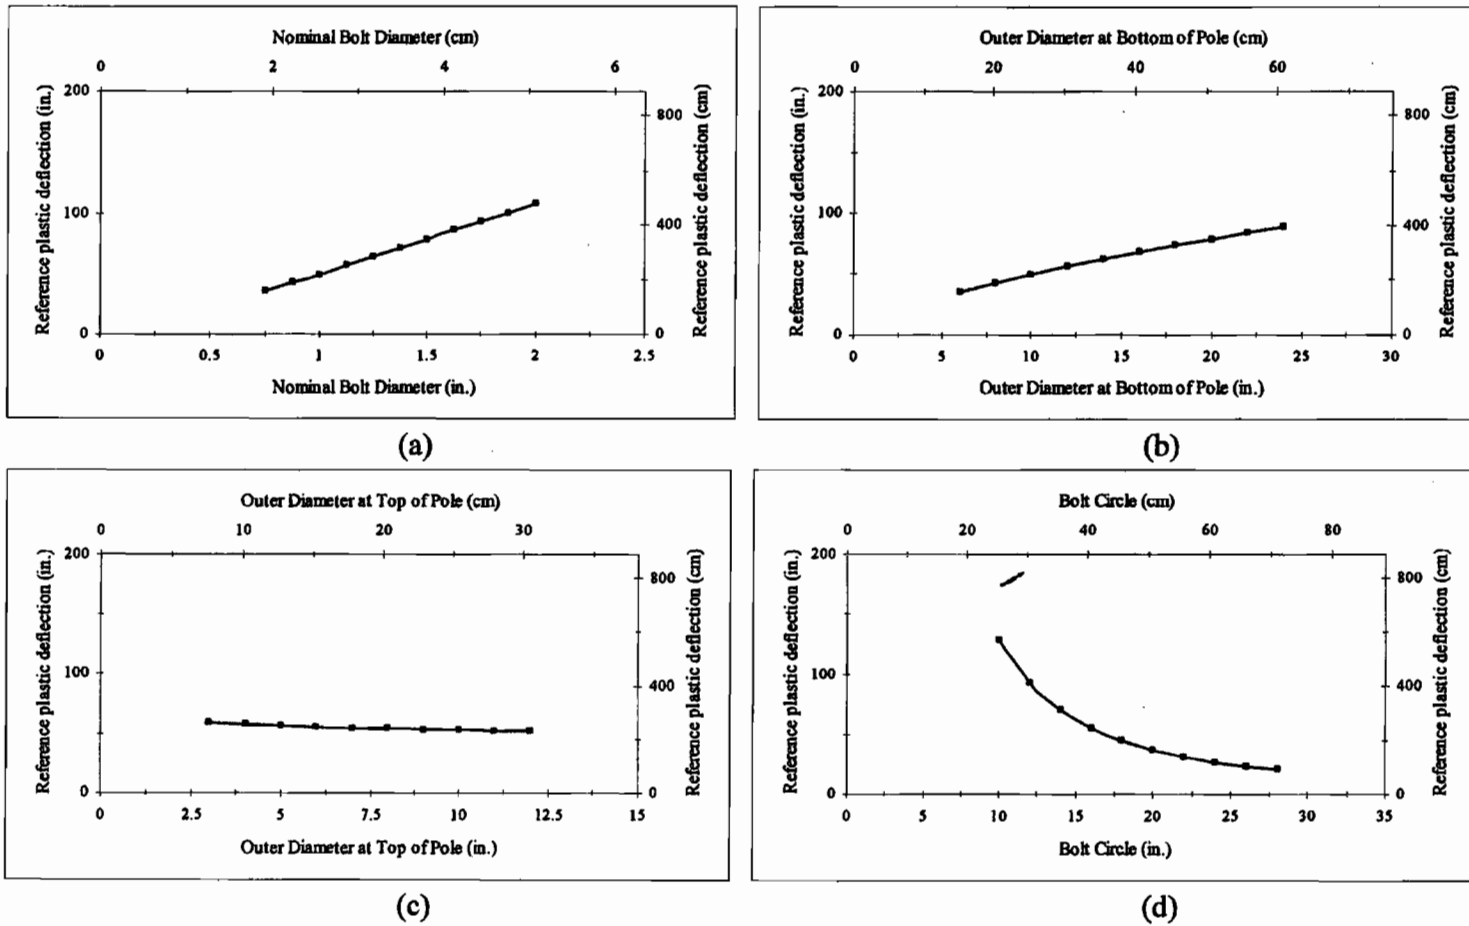 Nominal Bolt Diameter (cm)
0 2 4 6
200
100
0
Reference plastic deflection (in.)
800
400
0
Reference plastic deflection (cm)
0 0.5 1 1.5 2 2.5
Nominal Bolt Diameter (in.)
(a)
Outer Diameter at Bottom of Pole (cm)
0 20 40 60
200
100
0
Reference plastic deflection (in.)
800
400
0
Reference plastic deflection (cm)
0 5 10 15 20 25 30
Outer Diameter at Bottom of Pole (in.)
(b)
Outer Diameter at Top of Pole (cm)
0 10 20 30
200
100
0
Reference plastic deflection (in.)
800
400
0
Reference plastic deflection (cm)
0 2.5 5 7.5 10 12.5 15
Outer Diameter at Top of Pole (in.)
(c)
Bolt Circle (cm)
0 20 40 60 80
200
100
0
Reference plastic deflection (in.)
800
400
0
Reference plastic deflection (cm)
0 5 10 15 20 25 30 35
Bolt Circle (in.)
(d)